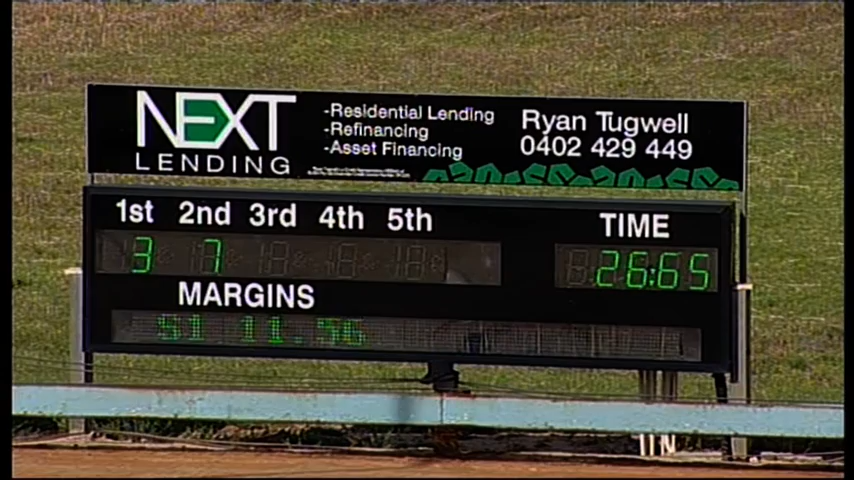 NEXT
LENDING
-Residential Lending
-Refinancing
-Asset Financing
Ryan Tugwell
0402 429 449
1st 2nd 3rd 4th 5th
3 7
TIME
26:65
MARGINS
S1 11.56